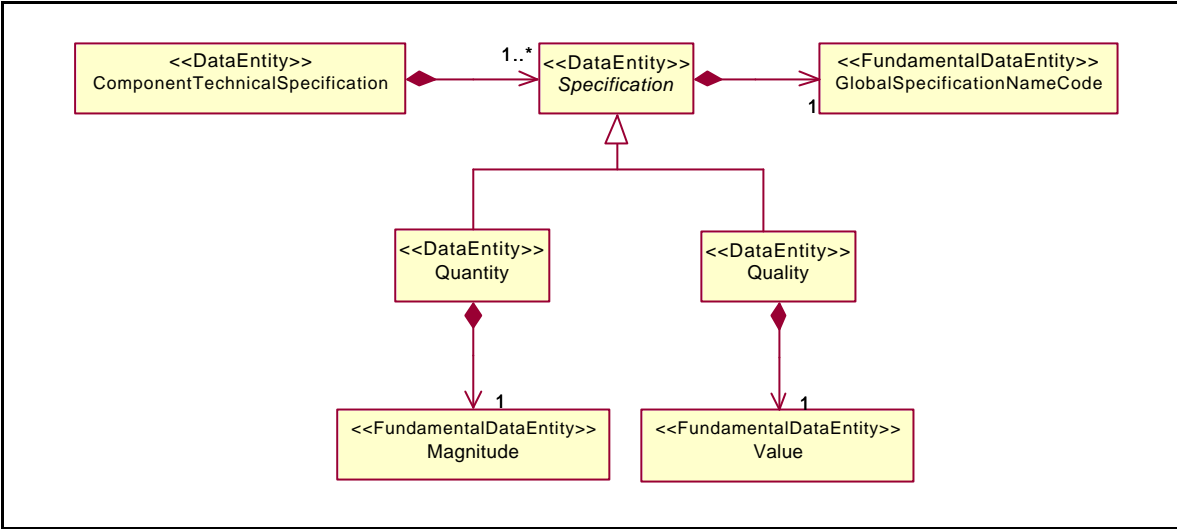 <<DataEntity>>
ComponentTechnicalSpecification
1..*
<<DataEntity>>
Specification
<<FundamentalDataEntity>>
GlobalSpecificationNameCode
1
<<DataEntity>>
Quantity
<<DataEntity>>
Quality
1
<<FundamentalDataEntity>>
Magnitude
1
<<FundamentalDataEntity>>
Value